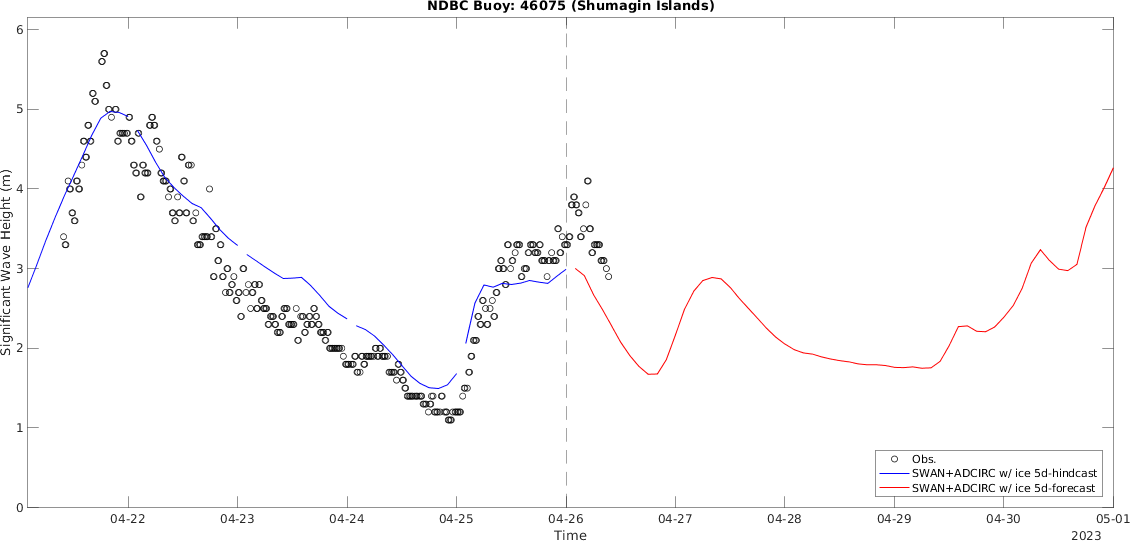 NDBC Buoy: 46075 (Shumagin Islands)
Significant Wave Height (m)
6
5
4
3
2
1
0
Obs.
SWAN+ADCIRC w/ ice 5d-hindcast
SWAN+ADCIRC w/ ice 5d-forecast
04-22 04-23 04-24 04-25 04-26 04-27 04-28 04-29 04-30 05-01
Time
2023